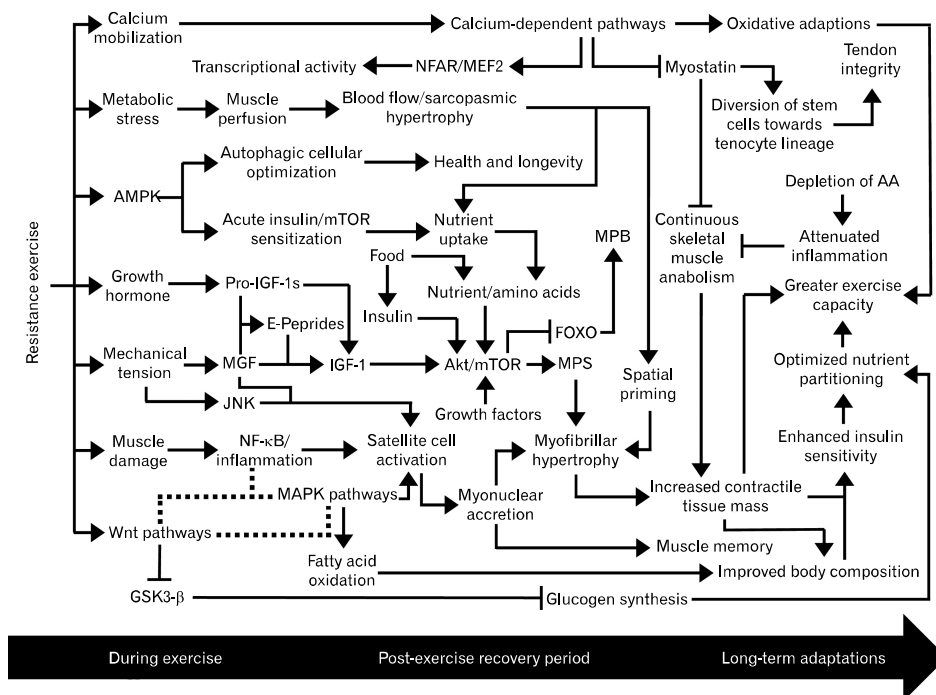 Resistance exercise
Calcium
mobilization
Calcium-dependent pathways
Oxidative adaptions
Transcriptional activity
NFAR/MEF2
Myostatin
Tendon
integrity
Metabolic
stress
Muscle
perfusion
Blood flow/sarcopasmic
hypertrophy
Diversion of stem
cells towards
tenocyte lineage
AMPK
Autophagic cellular
optimization
Health and longevity
Acute insulin/mTOR
sensitization
Nutrient
uptake
Continuous
skeletal
muscle
anabolism
Depletion of AA
Attenuated
inflammation
Growth
hormone
Pro-IGF-1s
Food
Insulin
Nutrient/amino acids
MPB
FOXO
Greater exercise
capacity
E-Peprides
Mechanical
tension
MGF
IGF-1
Akt/mTOR
MPS
Spatial
priming
Optimized nutrient
partitioning
JNK
Growth factors
Muscle
damage
NF-κB/
inflammation
Satellite cell
activation
Myofibrillar
hypertrophy
Enhanced insulin
sensitivity
MAPK pathways
Myonuclear
accretion
Increased contractile
tissue mass
Wnt pathways
Fatty acid
oxidation
Muscle memory
Improved body composition
GSK3-β
Glucogen synthesis
During exercise
Post-exercise recovery period
Long-term adaptations